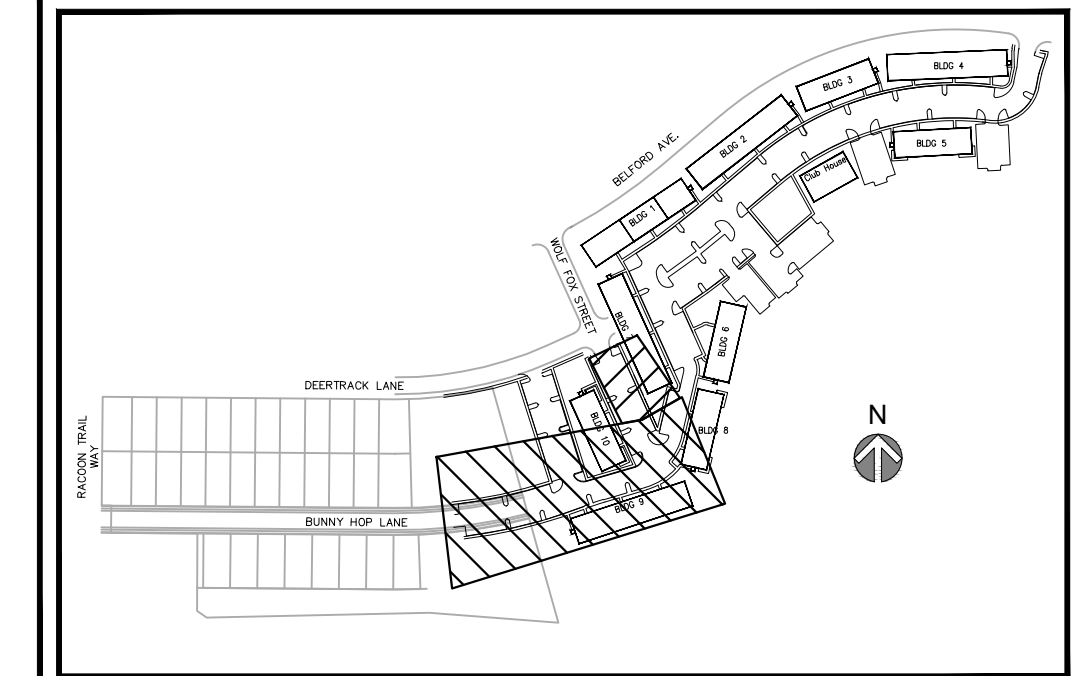 BLDG 4
BLDG 3
BLDG 2
BLDG 5
Club House
BELFORD AVE.
BLDG 1
WOLF FOX STREET
BLDG
BLDG 6
DEERTRACK LANE
N
RACOON TRAIL
WAY
BLDG 10
BLDG 8
BLDG 9
BUNNY HOP LANE